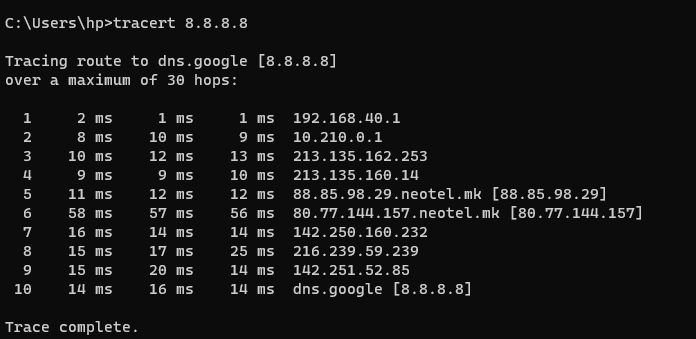 C:\Users\hp>tracert 8.8.8.8
Tracing route to dns.google [8.8.8.8]
over a maximum of 30 hops:
1 2 ms 1 ms 1 ms 192.168.40.1
2 8 ms 10 ms 9 ms 10.210.0.1
3 10 ms 12 ms 13 ms 213.135.162.253
4 9 ms 9 ms 10 ms 213.135.160.14
5 11 ms 12 ms 12 ms 88.85.98.29.neotel.mk [88.85.98.29]
6 58 ms 57 ms 56 ms 80.77.144.157.neotel.mk [80.77.144.157]
7 16 ms 14 ms 14 ms 142.250.160.232
8 15 ms 17 ms 25 ms 216.239.59.239
9 15 ms 20 ms 14 ms 142.251.52.85
10 14 ms 16 ms 14 ms dns.google [8.8.8.8]
Trace complete.